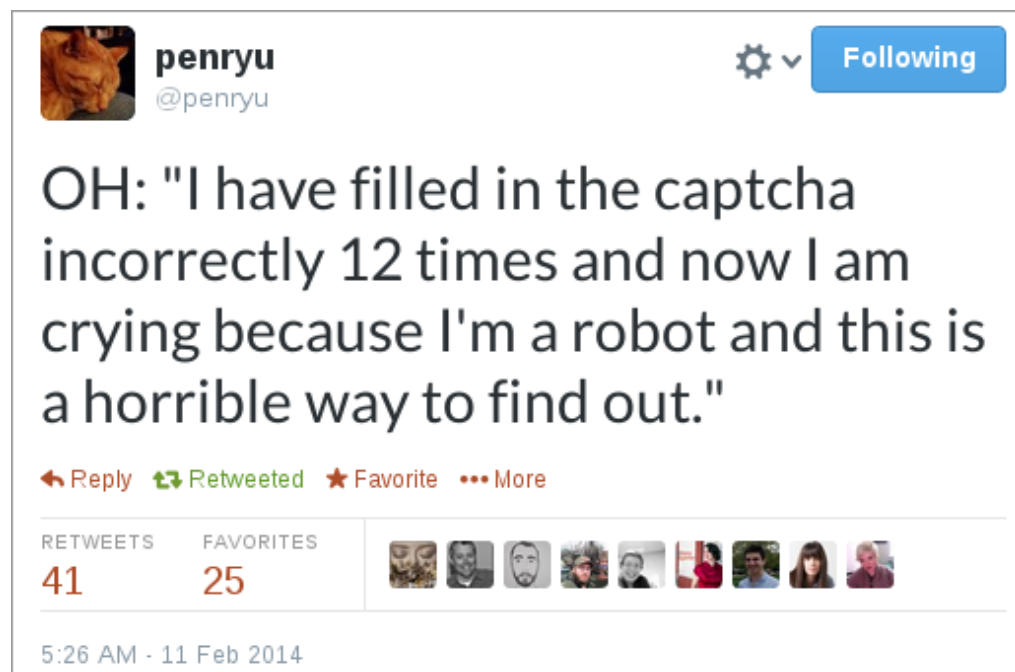 penryu
@penryu
Following
OH: "I have filled in the captcha
incorrectly 12 times and now I am
crying because I'm a robot and this is
a horrible way to find out."
Reply Retweeted Favorite More
RETWEETS FAVORITES
41 25
5:26 AM - 11 Feb 2014